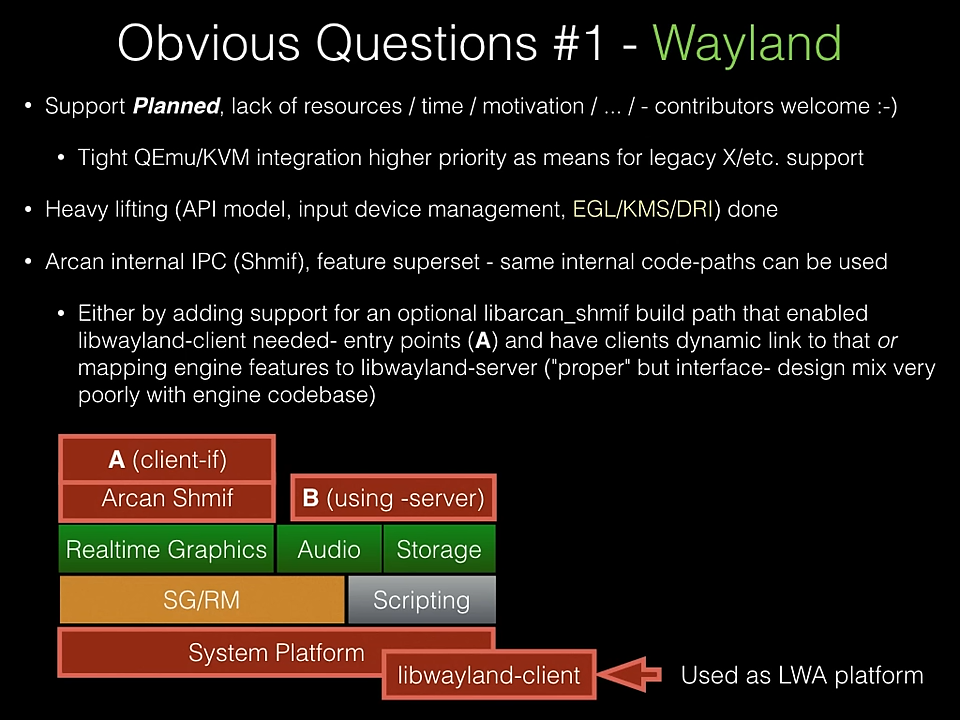 Obvious Questions #1 - Wayland
• Support Planned, lack of resources / time / motivation / ... / - contributors welcome :-)
• Tight QEmu/KVM integration higher priority as means for legacy X/etc. support
• Heavy lifting (API model, input device management, EGL/KMS/DRI) done
• Arcan internal IPC (Shmif), feature superset - same internal code-paths can be used
• Either by adding support for an optional libarcan_shmif build path that enabled
libwayland-client needed- entry points (A) and have clients dynamic link to that or
mapping engine features to libwayland-server ("proper" but interface- design mix very
poorly with engine codebase)
A (client-if)
Arcan Shmif
B (using -server)
Realtime Graphics
Audio
Storage
SG/RM
Scripting
System Platform
libwayland-client
Used as LWA platform